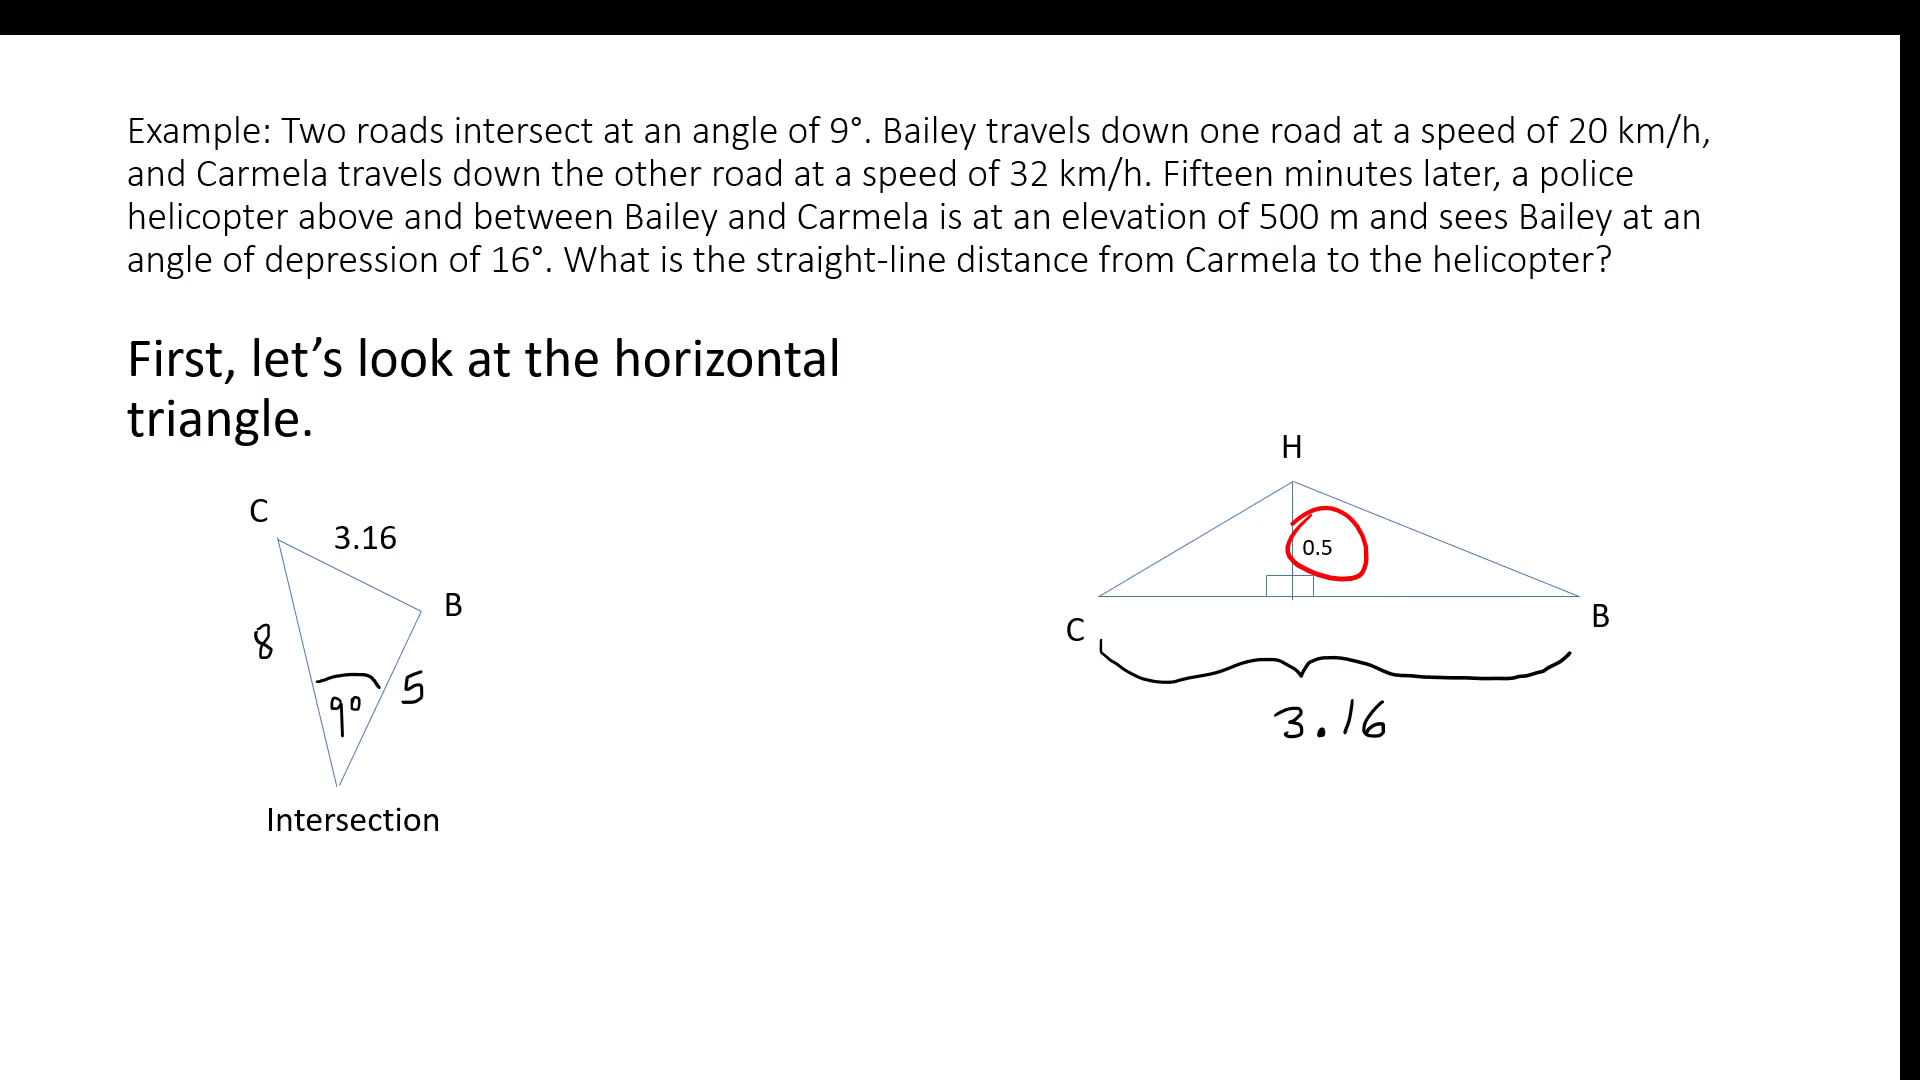 Example: Two roads intersect at an angle of 9°. Bailey travels down one road at a speed of 20 km/h,
and Carmela travels down the other road at a speed of 32 km/h. Fifteen minutes later, a police
helicopter above and between Bailey and Carmela is at an elevation of 500 m and sees Bailey at an
angle of depression of 16°. What is the straight-line distance from Carmela to the helicopter?
First, let’s look at the horizontal
triangle.
C
3.16
B
8
5
9°
Intersection
H
0.5
C
B
3.16